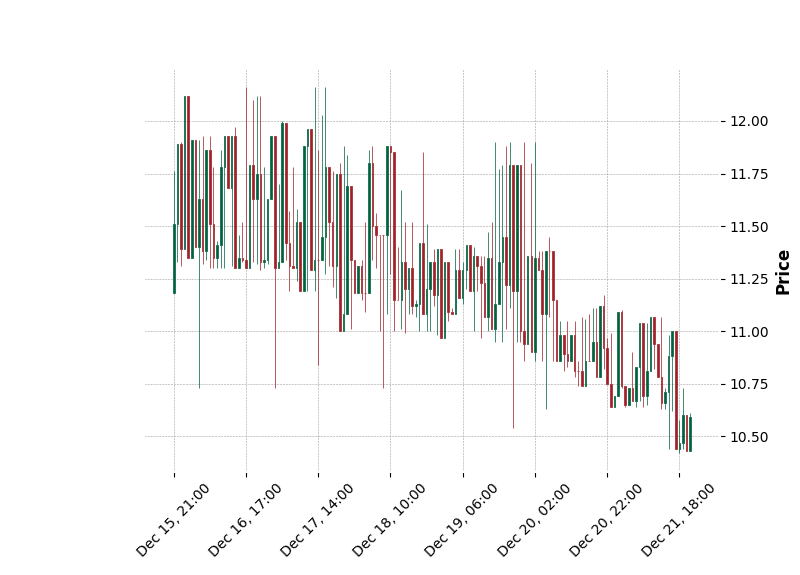 12.00
11.75
11.50
11.25
11.00
10.75
10.50
Price
Dec 15, 21:00
Dec 16, 17:00
Dec 17, 14:00
Dec 18, 10:00
Dec 19, 06:00
Dec 20, 02:00
Dec 20, 22:00
Dec 21, 18:00